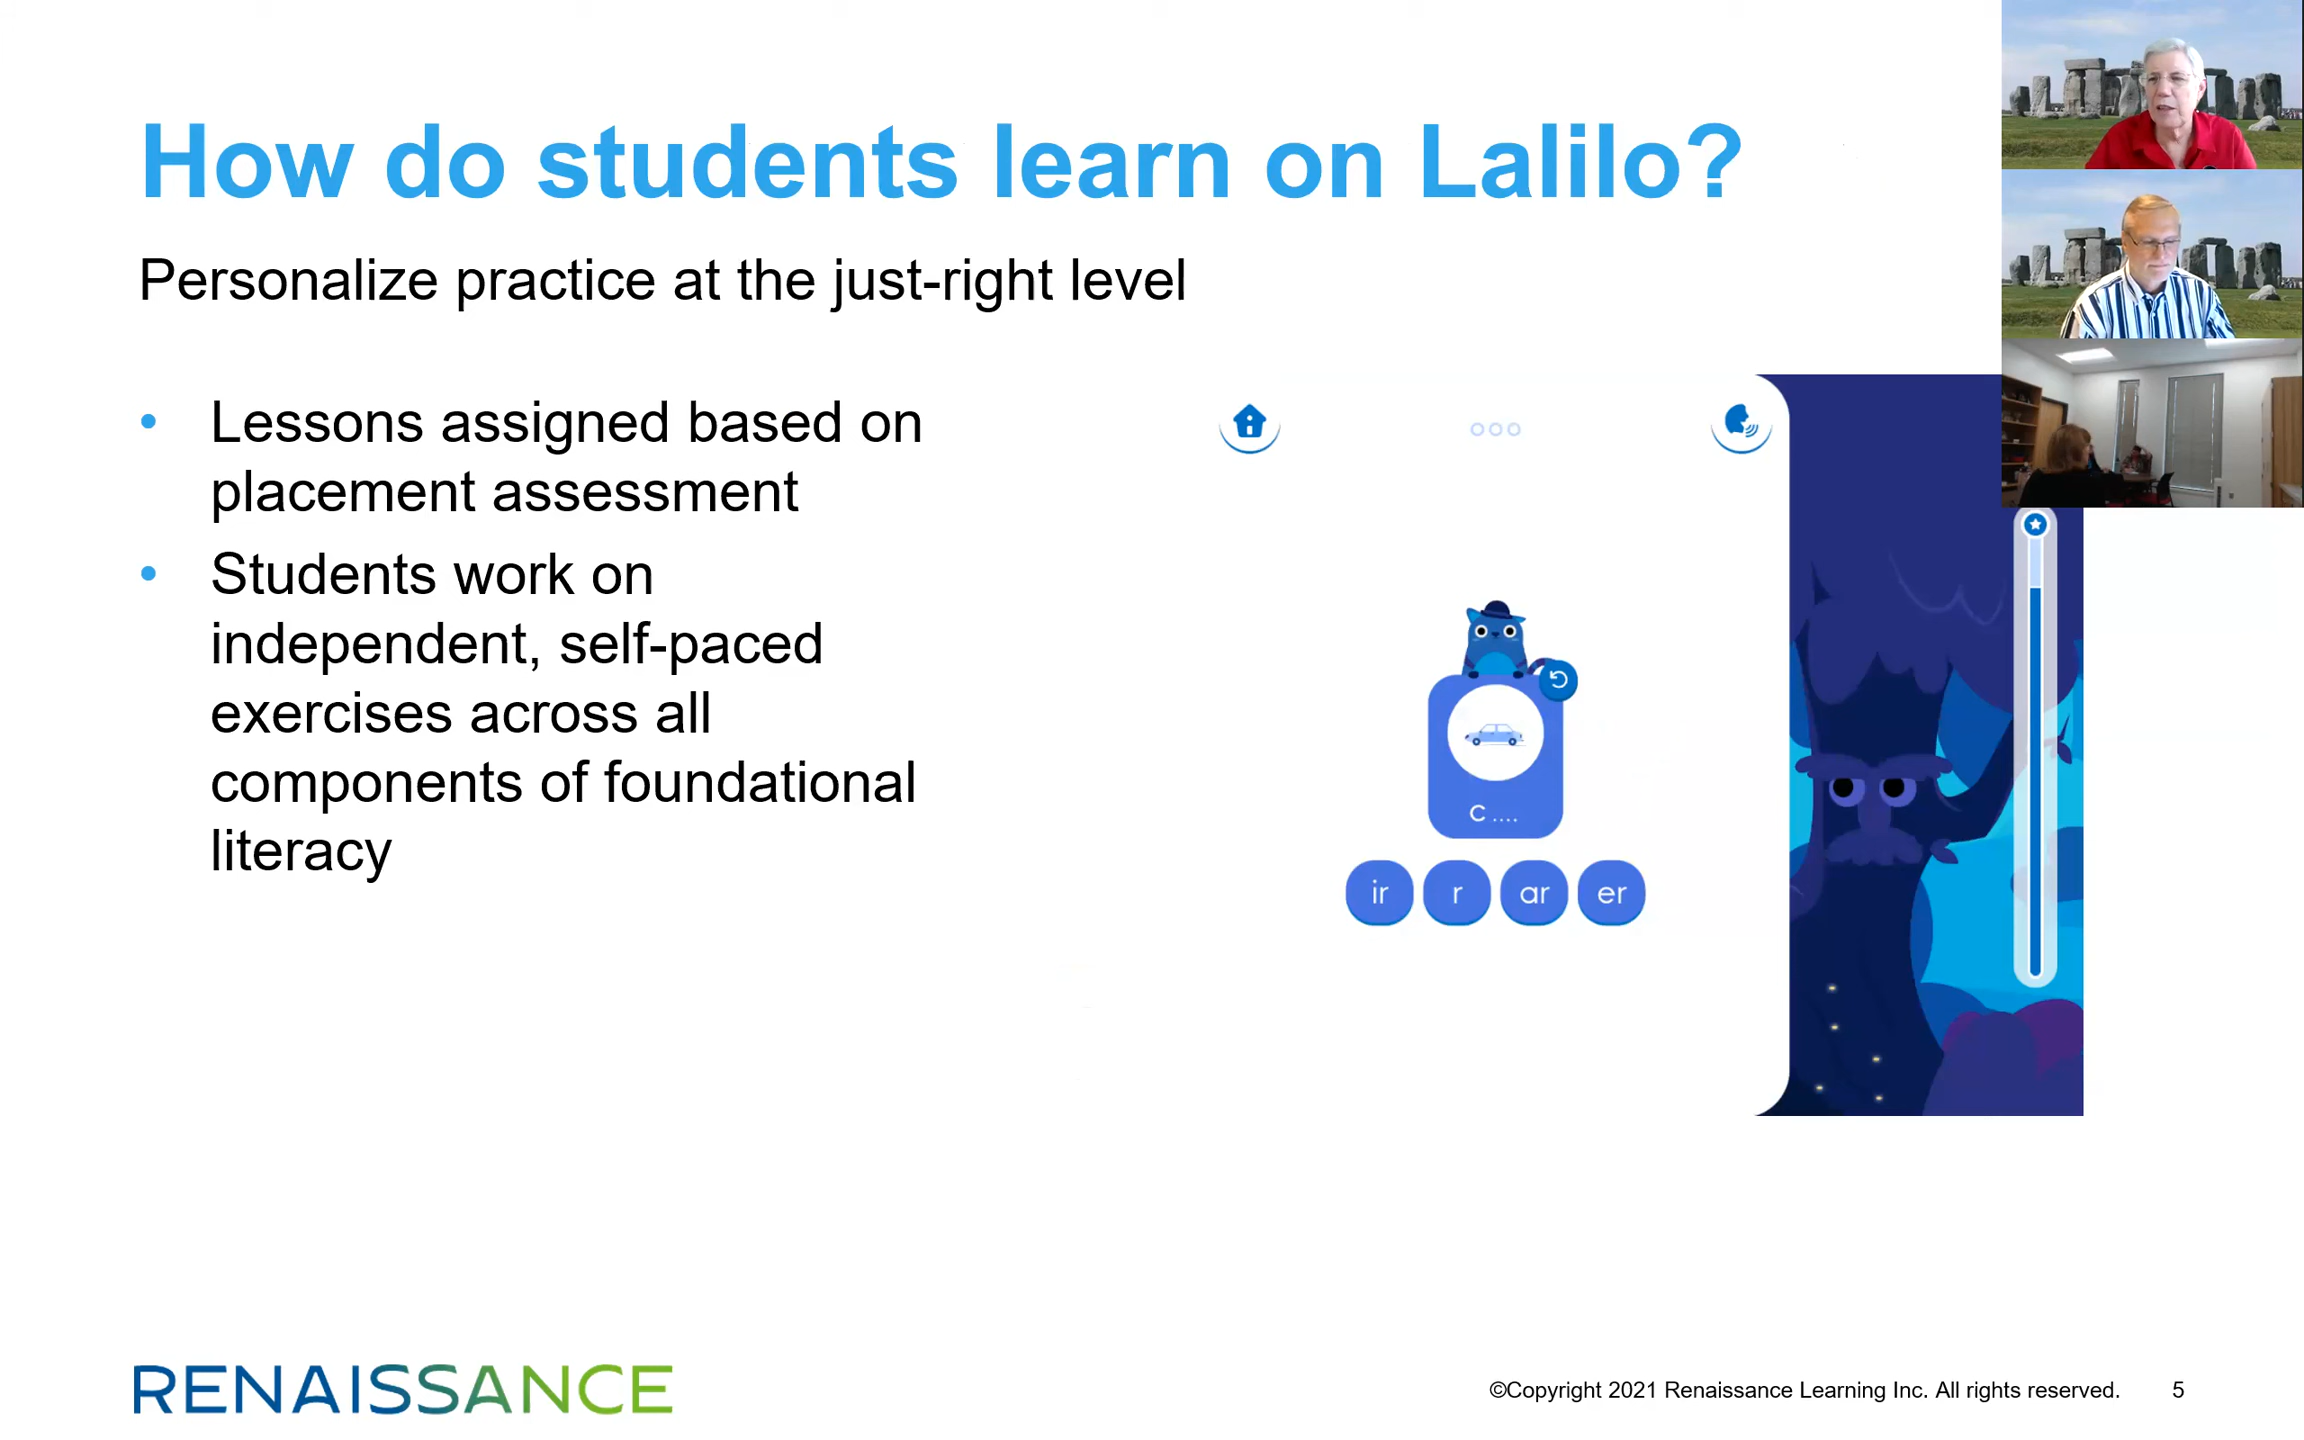 How do students learn on Lalilo?
Personalize practice at the just-right level
• Lessons assigned based on
placement assessment
• Students work on
independent, self-paced
exercises across all
components of foundational
literacy
c ....
ir r ar er
RENAISSANCE
©Copyright 2021 Renaissance Learning Inc. All rights reserved. 5